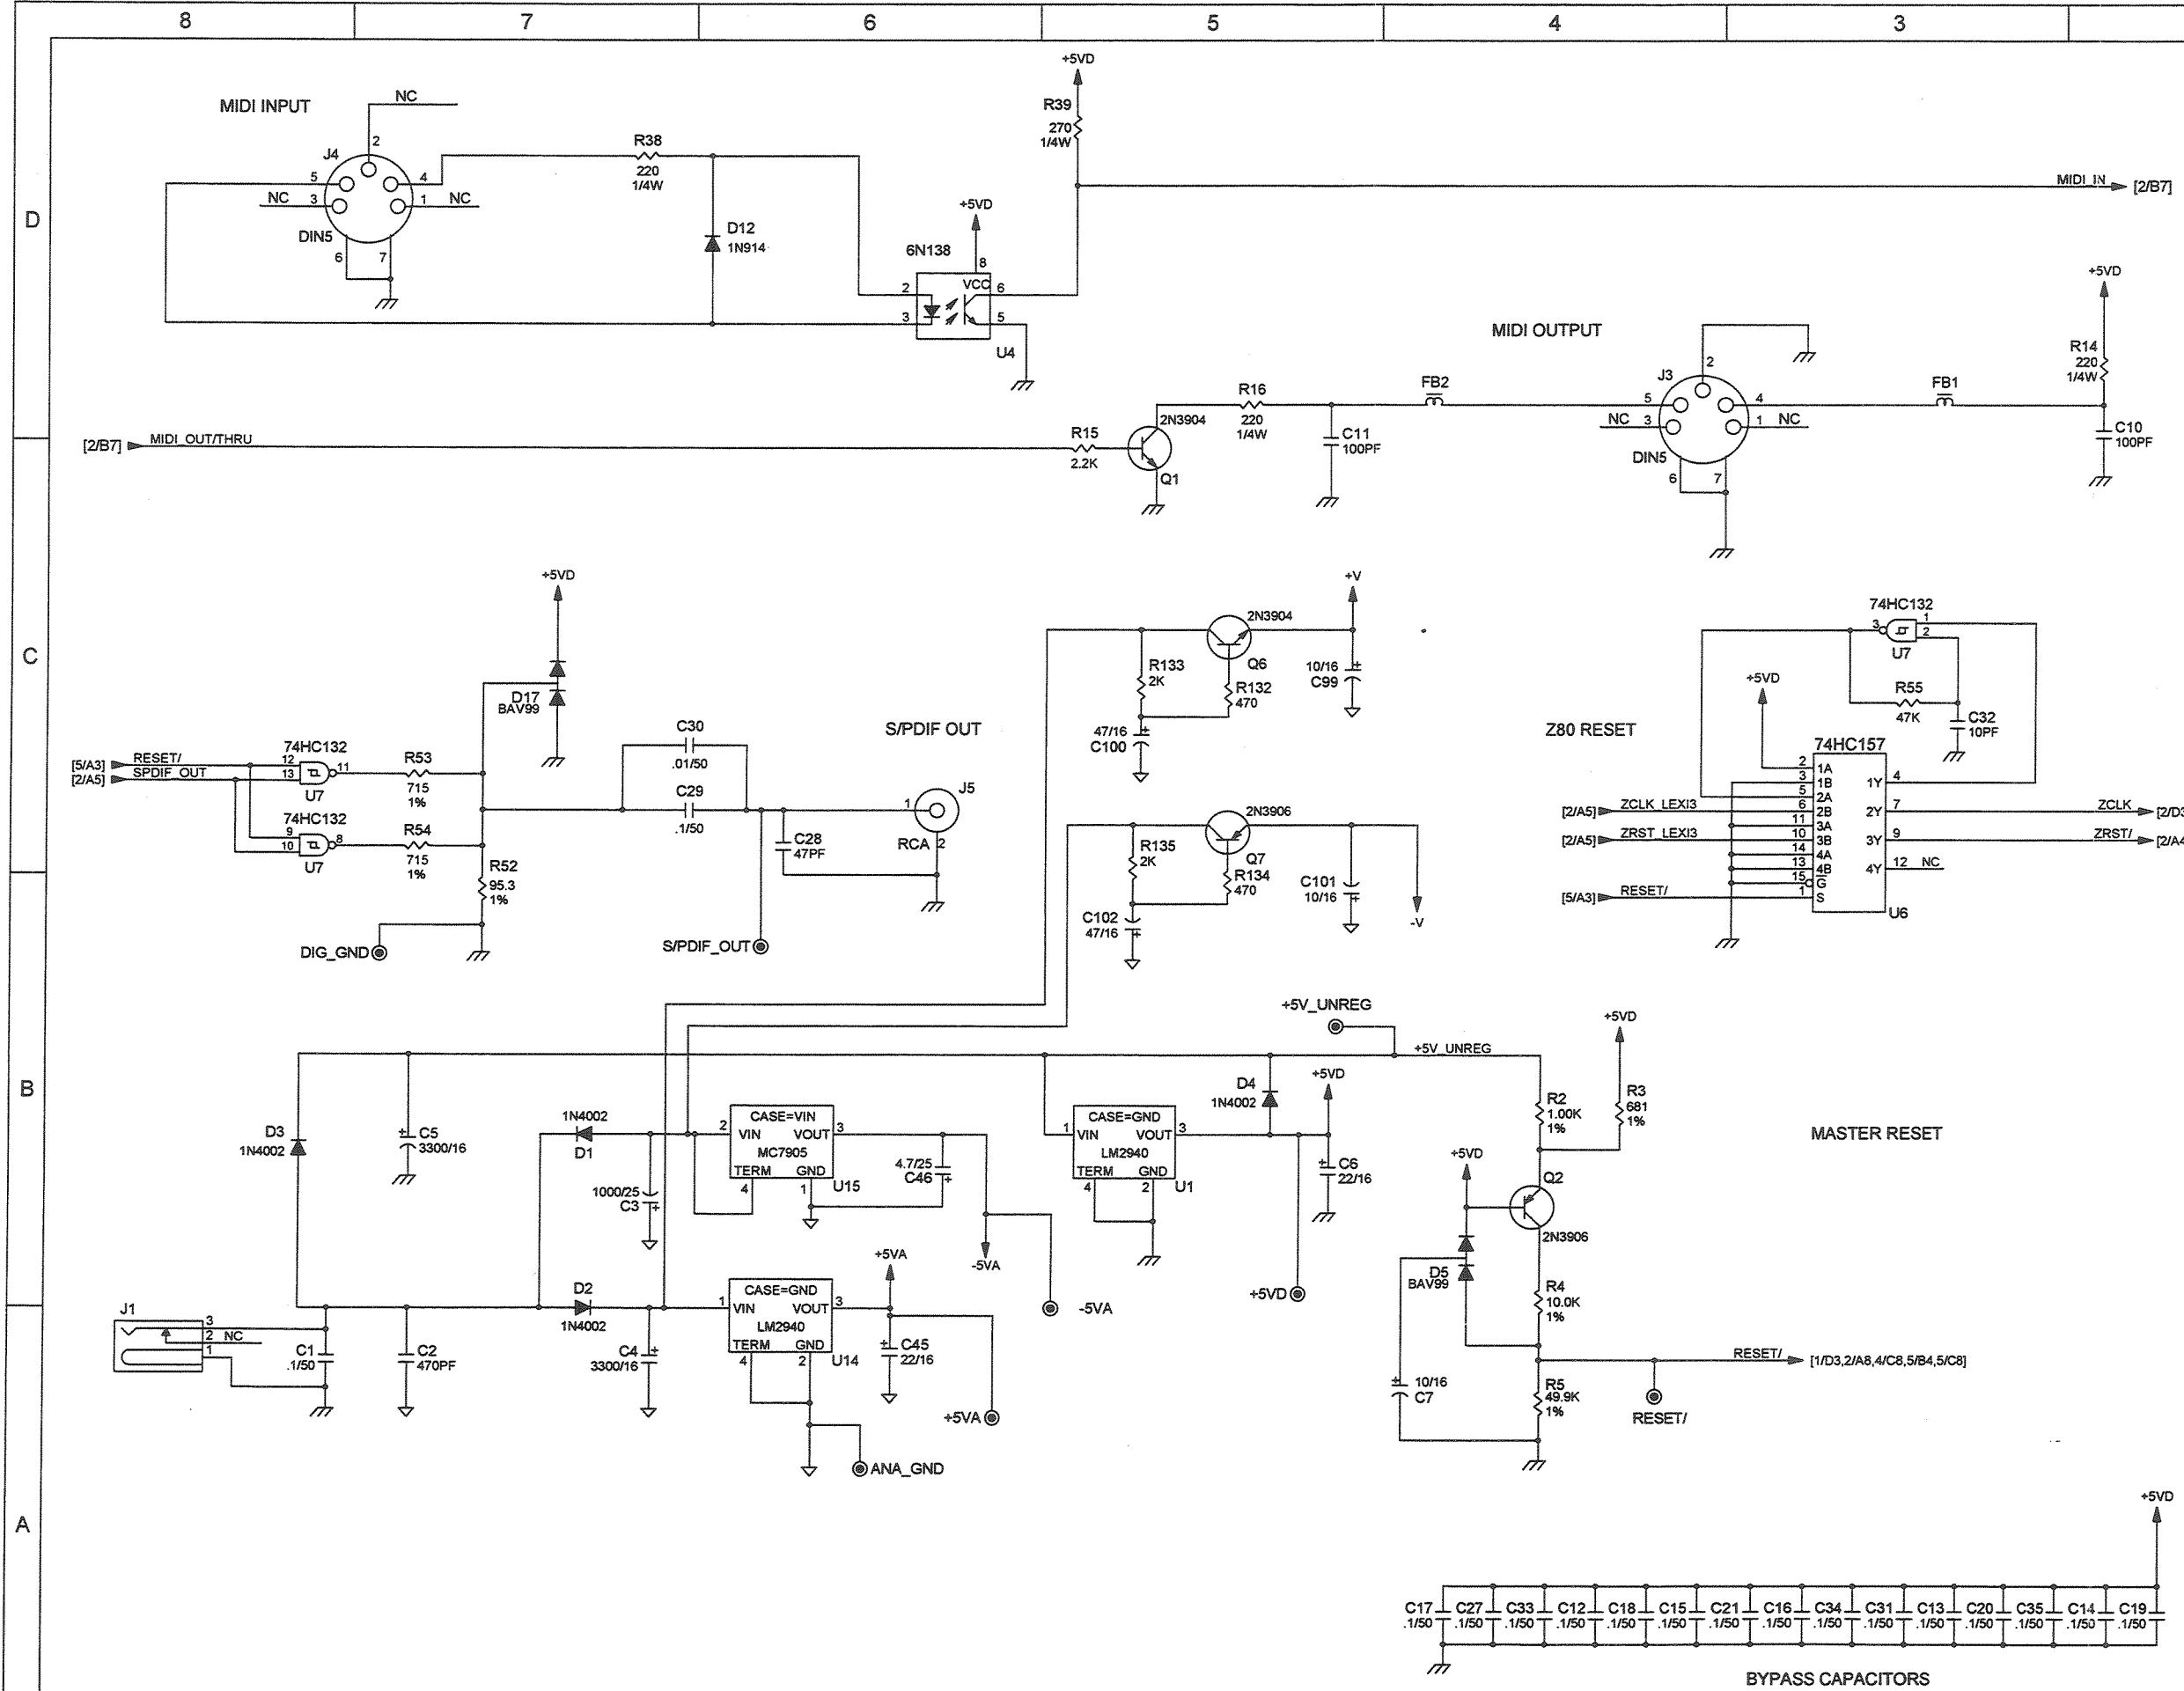 8 7 6 5 4 3
D
C
B
A
MIDI INPUT
NC
2
J4
5
4
NC 3
1 NC
DIN5
6 7
R38
220
1/4W
D12
1N914
+5VD
R39
270
1/4W
MIDI_IN [2/B7]
+5VD
6N138
8
VCC
2
6
3
5
U4
MIDI OUTPUT
2
J3
5
4
NC 3
1 NC
DIN5
6 7
FB1
FB2
+5VD
R14
220
1/4W
C10
100PF
[2/B7] MIDI_OUT/THRU
R15
2.2K
2N3904
Q1
R16
220
1/4W
C11
100PF
+5VD
D17
BAV99
[5/A3] RESET/
[2/A5] SPDIF_OUT
74HC132
12
13
11
U7
R53
715
1%
74HC132
9
10
8
U7
R54
715
1%
R52
95.3
1%
DIG_GND
C30
.01/50
C29
.1/50
S/PDIF OUT
C28
47PF
1
J5
RCA 2
S/PDIF_OUT
2N3904
Q6
R133
2K
R132
470
47/16
C100
+V
10/16
C99
2N3906
Q7
R135
2K
R134
470
C102
47/16
C101
10/16
-V
Z80 RESET
74HC132
3
1
2
U7
R55
47K
C32
10PF
+5VD
74HC157
2 1A
3 1B
5 2A
6 2B
11 3A
10 3B
14 4A
13 4B
15 G
1 S
1Y 4
2Y 7
3Y 9
4Y 12 NC
U6
[2/A5] ZCLK_LEXI3
[2/A5] ZRST_LEXI3
[5/A3] RESET/
ZCLK [2/D3
ZRST/ [2/A4
+5V_UNREG
+5V_UNREG
D3
1N4002
C5
3300/16
1N4002
D1
1000/25
C3
CASE=VIN
2 VIN VOUT 3
MC7905
TERM GND
4 1
U15
4.7/25
C46
-5VA
-5VA
CASE=GND
1 VIN VOUT 3
LM2940
TERM GND
4 2
U1
D4
1N4002
+5VD
C6
22/16
+5VD
J1
3
2 NC
1
C1
.1/50
C2
470PF
D2
1N4002
C4
3300/16
CASE=GND
1 VIN VOUT 3
LM2940
TERM GND
4 2
U14
+5VA
C45
22/16
+5VA
ANA_GND
MASTER RESET
+5VD
R2
1.00K
1%
R3
681
1%
+5VD
Q2
2N3906
D5
BAV99
R4
10.0K
1%
10/16
C7
R5
49.9K
1%
RESET/ [1/D3,2/A8,4/C8,5/B4,5/C8]
RESET/
+5VD
C17 C27 C33 C12 C18 C15 C21 C16 C34 C31 C13 C20 C35 C14 C19
.1/50 .1/50 .1/50 .1/50 .1/50 .1/50 .1/50 .1/50 .1/50 .1/50 .1/50 .1/50 .1/50 .1/50 .1/50
BYPASS CAPACITORS